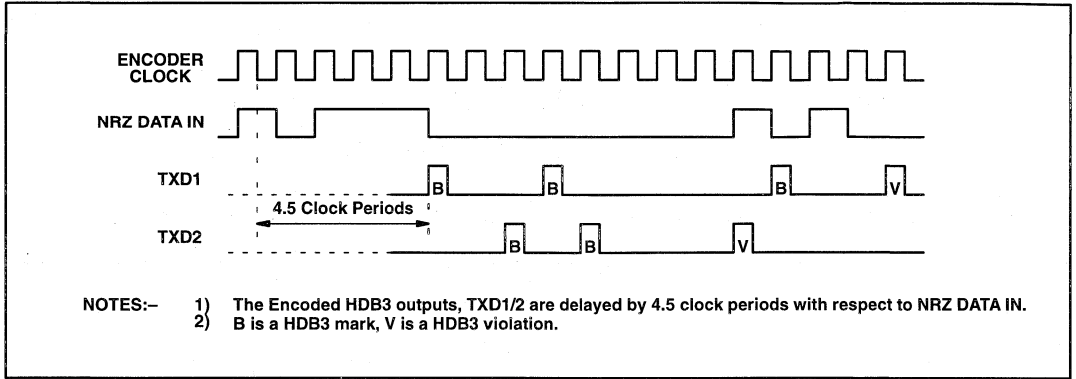 ENCODER
CLOCK
NRZ DATA IN
TXD1
B B B V
4.5 Clock Periods
TXD2
B B V
NOTES:– 1) The Encoded HDB3 outputs, TXD1/2 are delayed by 4.5 clock periods with respect to NRZ DATA IN.
2) B is a HDB3 mark, V is a HDB3 violation.